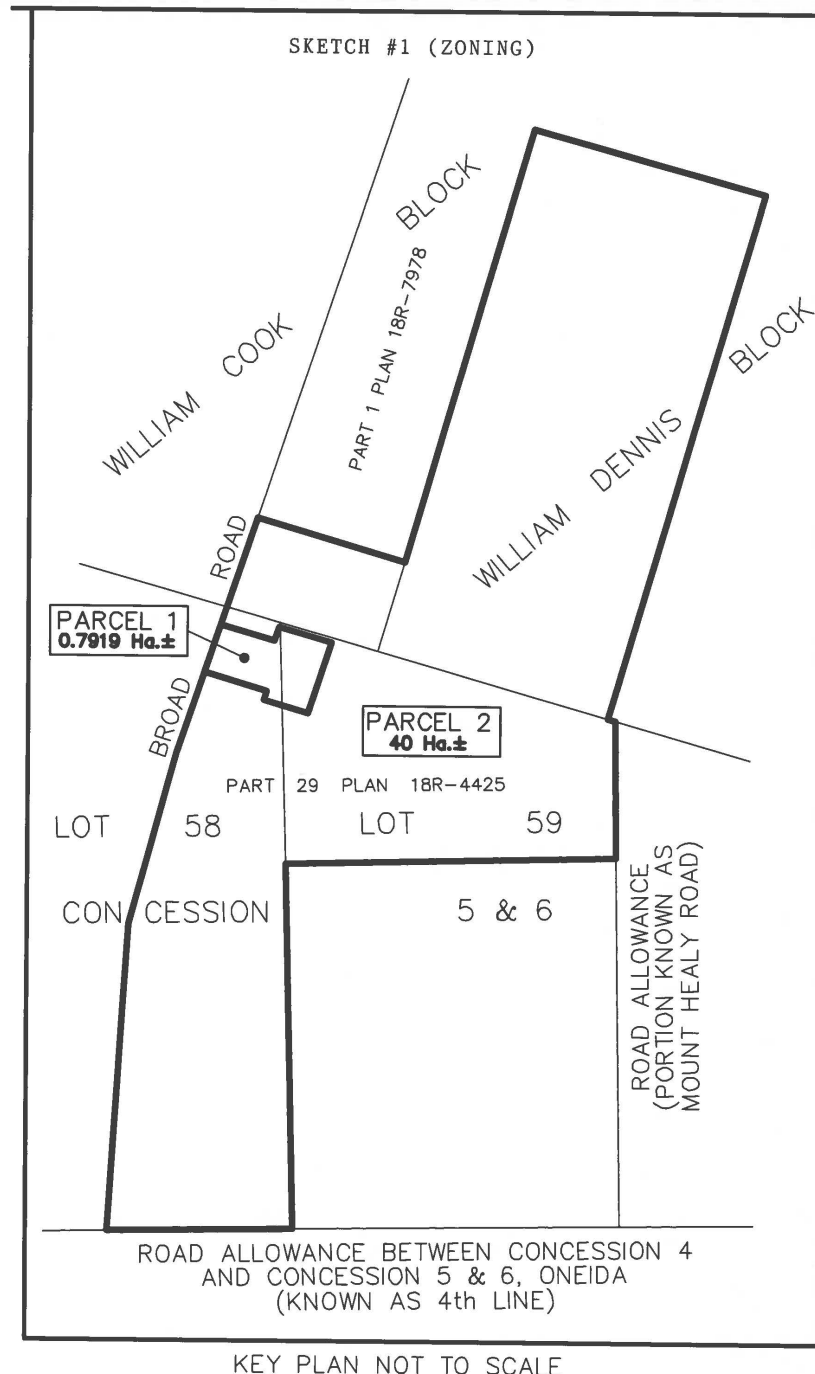 SKETCH #1 (ZONING)
BLOCK
PART 1 PLAN 18R-7978
WILLIAM COOK
BLOCK
WILLIAM DENNIS
ROAD
PARCEL 1
0.7919 Ha.±
BROAD
PARCEL 2
40 Ha.±
PART 29 PLAN 18R-4425
LOT 58 LOT 59
CON CESSION 5 & 6
ROAD ALLOWANCE
(PORTION KNOWN AS
MOUNT HEALY ROAD)
ROAD ALLOWANCE BETWEEN CONCESSION 4
AND CONCESSION 5 & 6, ONEIDA
(KNOWN AS 4th LINE)
KEY PLAN NOT TO SCALE